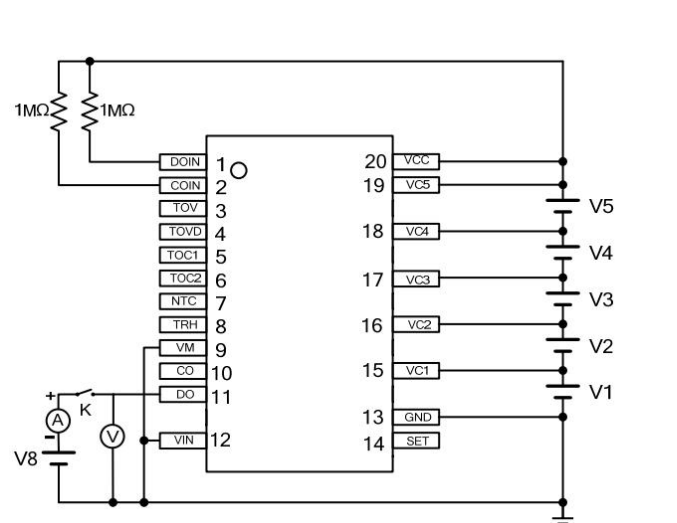 1MΩ 1MΩ
DOIN 1 20 VCC
COIN 2 19 VC5
TOV 3 V5
TOVD 4 18 VC4
TOC1 5 V4
TOC2 6 17 VC3
NTC 7 V3
TRH 8 16 VC2
VM 9 V2
CO 10 15 VC1
DO 11 V1
+ K
A 13 GND
V VIN 12 14 SET
-
V8